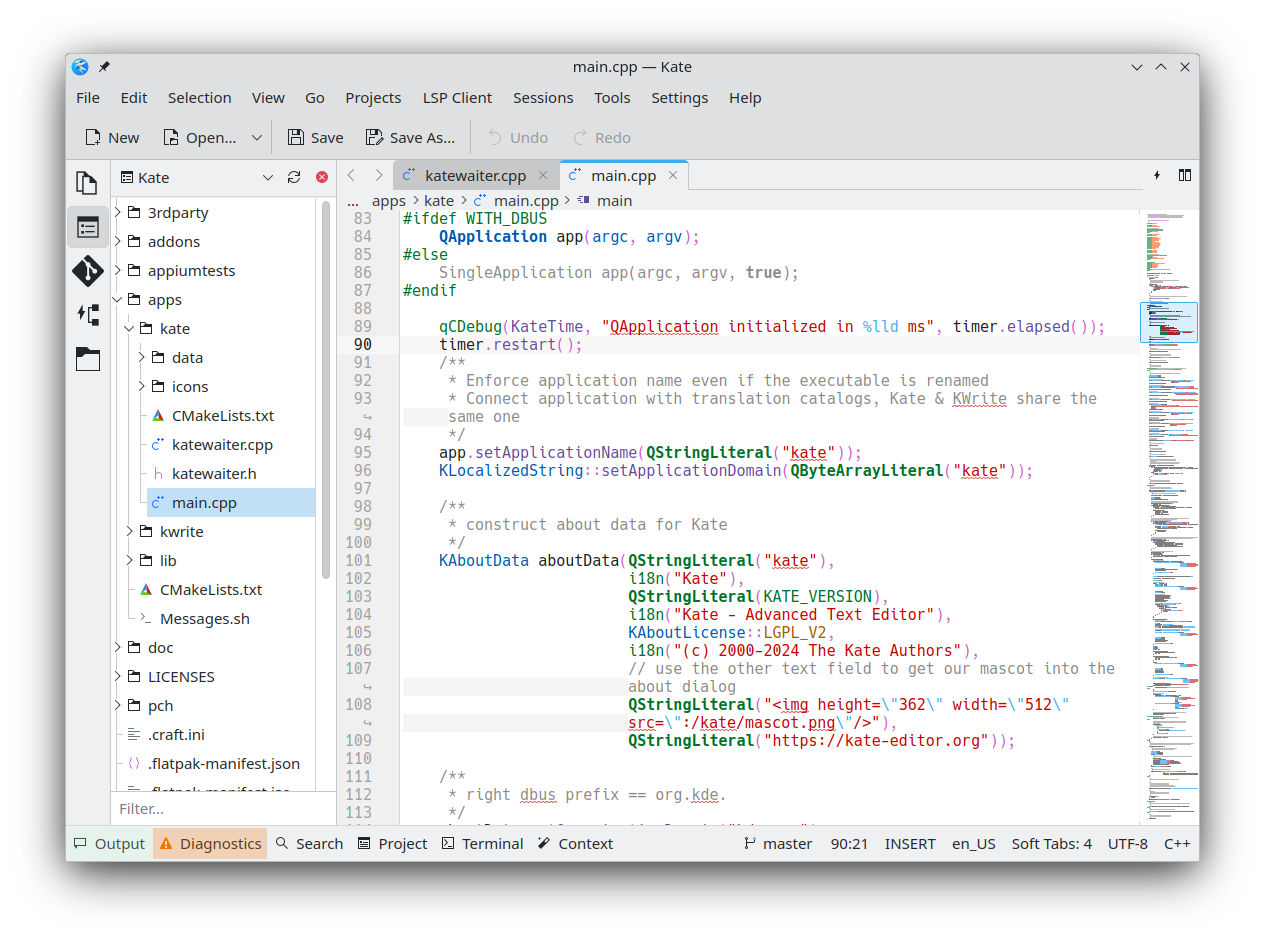 main.cpp — Kate
File Edit Selection View Go Projects LSP Client Sessions Tools Settings Help
New Open... Save Save As... Undo Redo
Kate
3rdparty
addons
appiumtests
apps
kate
data
icons
CMakeLists.txt
katewaiter.cpp
katewaiter.h
main.cpp
kwrite
lib
CMakeLists.txt
Messages.sh
doc
LICENSES
pch
.craft.ini
.flatpak-manifest.json
Filter...
katewaiter.cpp main.cpp
... apps kate main.cpp main
83 #ifdef WITH_DBUS
84     QApplication app(argc, argv);
85 #else
86     SingleApplication app(argc, argv, true);
87 #endif
88
89     qCDebug(KateTime, "QApplication initialized in %lld ms", timer.elapsed());
90     timer.restart();
91     /**
92      * Enforce application name even if the executable is renamed
93      * Connect application with translation catalogs, Kate & KWrite share the
↪      same one
94      */
95     app.setApplicationName(QStringLiteral("kate"));
96     KLocalizedString::setApplicationDomain(QByteArrayLiteral("kate"));
97
98     /**
99      * construct about data for Kate
100      */
101     KAboutData aboutData(QStringLiteral("kate"),
102                          i18n("Kate"),
103                          QStringLiteral(KATE_VERSION),
104                          i18n("Kate - Advanced Text Editor"),
105                          KAboutLicense::LGPL_V2,
106                          i18n("(c) 2000-2024 The Kate Authors"),
107                          // use the other text field to get our mascot into the
↪                          about dialog
108                          QStringLiteral("<img height=\"362\" width=\"512\"
↪                          src=\":/kate/mascot.png\"/>"),
109                          QStringLiteral("https://kate-editor.org"));
110
111     /**
112      * right dbus prefix == org.kde.
113      */
Output Diagnostics Search Project Terminal Context master 90:21 INSERT en_US Soft Tabs: 4 UTF-8 C++